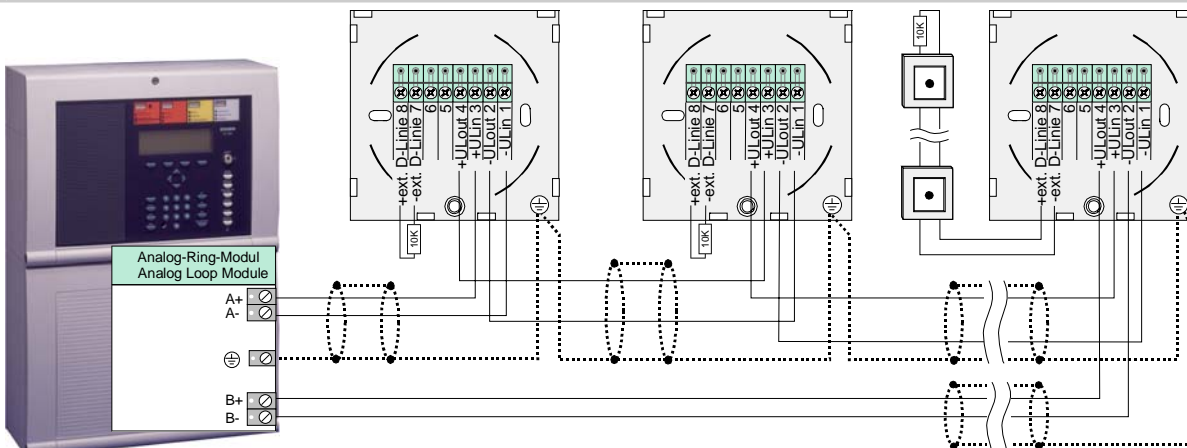 Analog-Ring-Modul
Analog Loop Module
A+
A-
B+
B-
+ext. D-Linie 8
-ext. D-Linie 7
6
5
+ULout 4
+ULin 3
-ULout 2
-ULin 1
10K
+ext. D-Linie 8
-ext. D-Linie 7
6
5
+ULout 4
+ULin 3
-ULout 2
-ULin 1
10K
10K
+ext. D-Linie 8
-ext. D-Linie 7
6
5
+ULout 4
+ULin 3
-ULout 2
-ULin 1